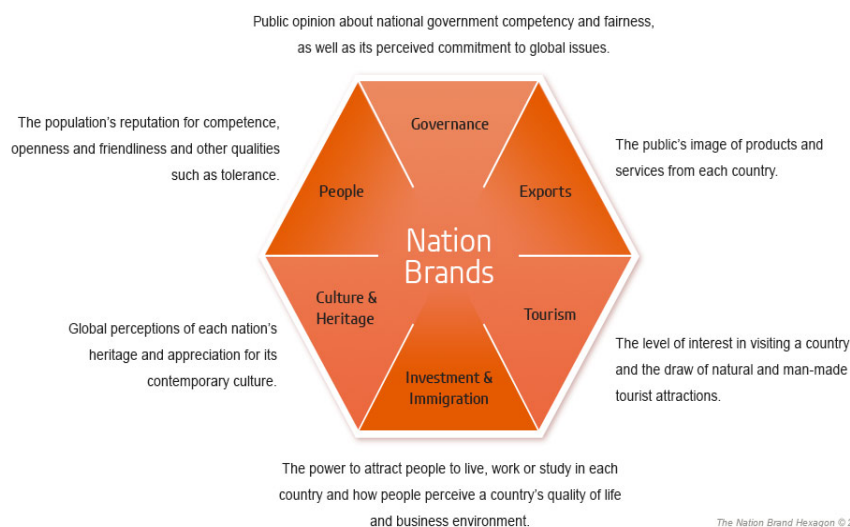 Public opinion about national government competency and fairness,
as well as its perceived commitment to global issues.
Governance
The population's reputation for competence,
openness and friendliness and other qualities
such as tolerance.
People
Exports
The public's image of products and
services from each country.
Nation
Brands
Culture &
Heritage
Tourism
Global perceptions of each nation's
heritage and appreciation for its
contemporary culture.
The level of interest in visiting a country
and the draw of natural and man-made
tourist attractions.
Investment &
Immigration
The power to attract people to live, work or study in each
country and how people perceive a country's quality of life
and business environment.
The Nation Brand Hexagon ©